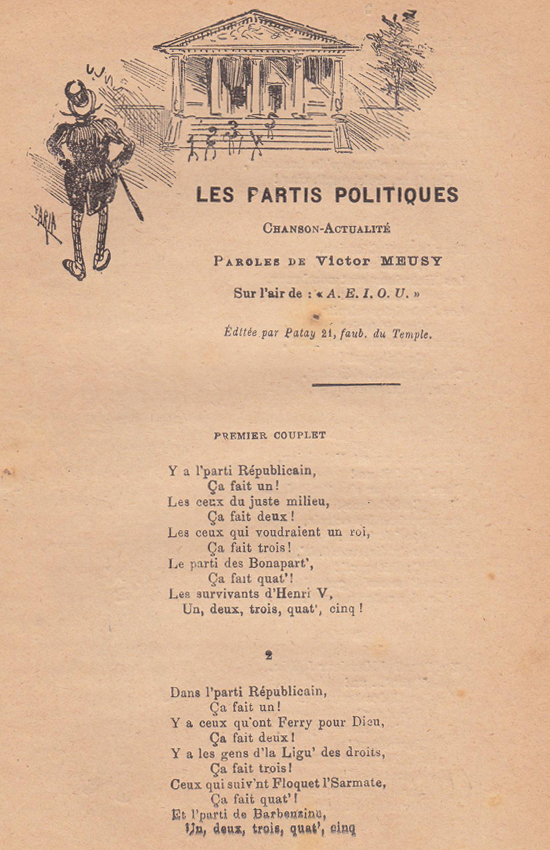 FARIA
LES PARTIS POLITIQUES
CHANSON-ACTUALITÉ
PAROLES DE Victor MEUSY
Sur l'air de : « A. E. I. O. U. »
Éditée par Patay 21, faub. du Temple.
PREMIER COUPLET
Y a l'parti Républicain,
Ça fait un !
Les ceux du juste milieu,
Ça fait deux !
Les ceux qui voudraient un roi,
Ça fait trois !
Le parti des Bonapart',
Ça fait quat' !
Les survivants d'Henri V,
Un, deux, trois, quat', cinq !
2
Dans l'parti Républicain,
Ça fait un !
Y a ceux qu'ont Ferry pour Dieu,
Ça fait deux !
Y a les gens d'la Ligu' des droits,
Ça fait trois !
Ceux qui suiv'nt Floquet l'Sarmate,
Ça fait quat' !
Et l'parti de Barbenzinc,
Un, deux, trois, quat', cinq